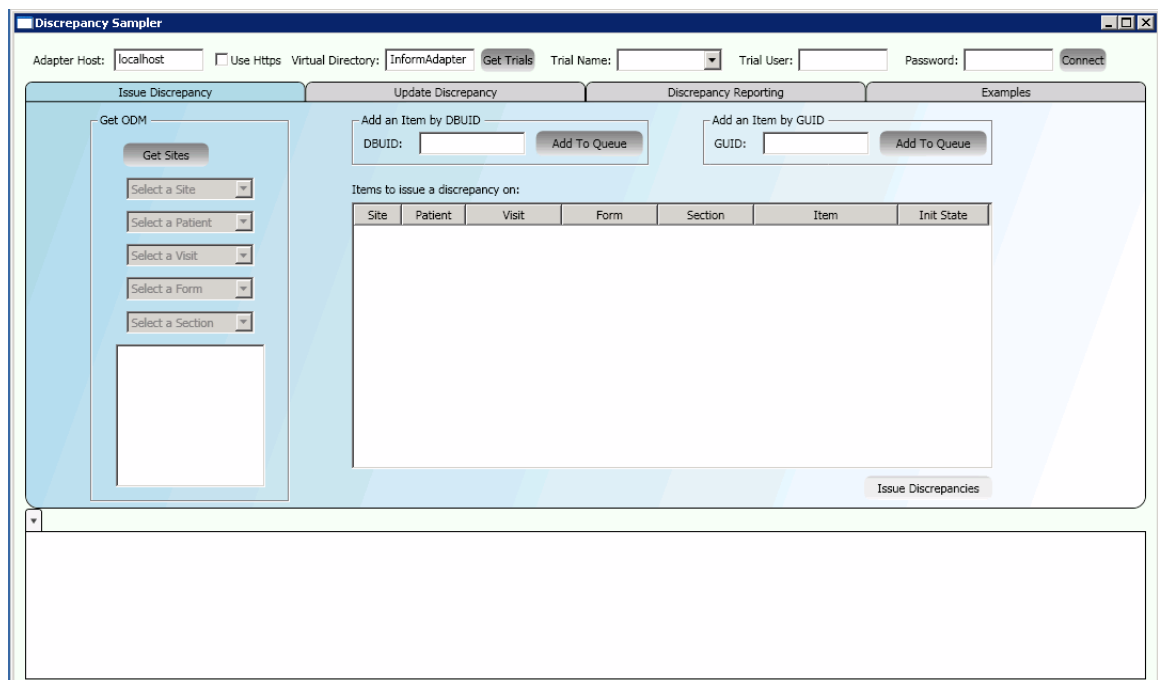 Discrepancy Sampler
Adapter Host: localhost Use Https Virtual Directory: InformAdapter Get Trials Trial Name: Trial User: Password: Connect
Issue Discrepancy Update Discrepancy Discrepancy Reporting Examples
Get ODM
Get Sites
Select a Site
Select a Patient
Select a Visit
Select a Form
Select a Section
Add an Item by DBUID
DBUID: Add To Queue
Add an Item by GUID
GUID: Add To Queue
Items to issue a discrepancy on:
Site Patient Visit Form Section Item Init State
Issue Discrepancies